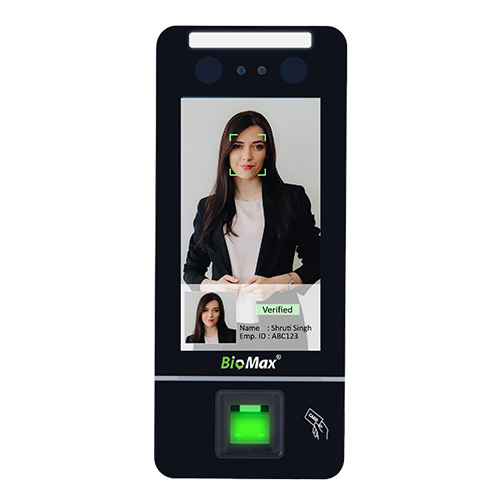 Verified
Name : Shruti Singh
Emp. ID : ABC123
BioMax®